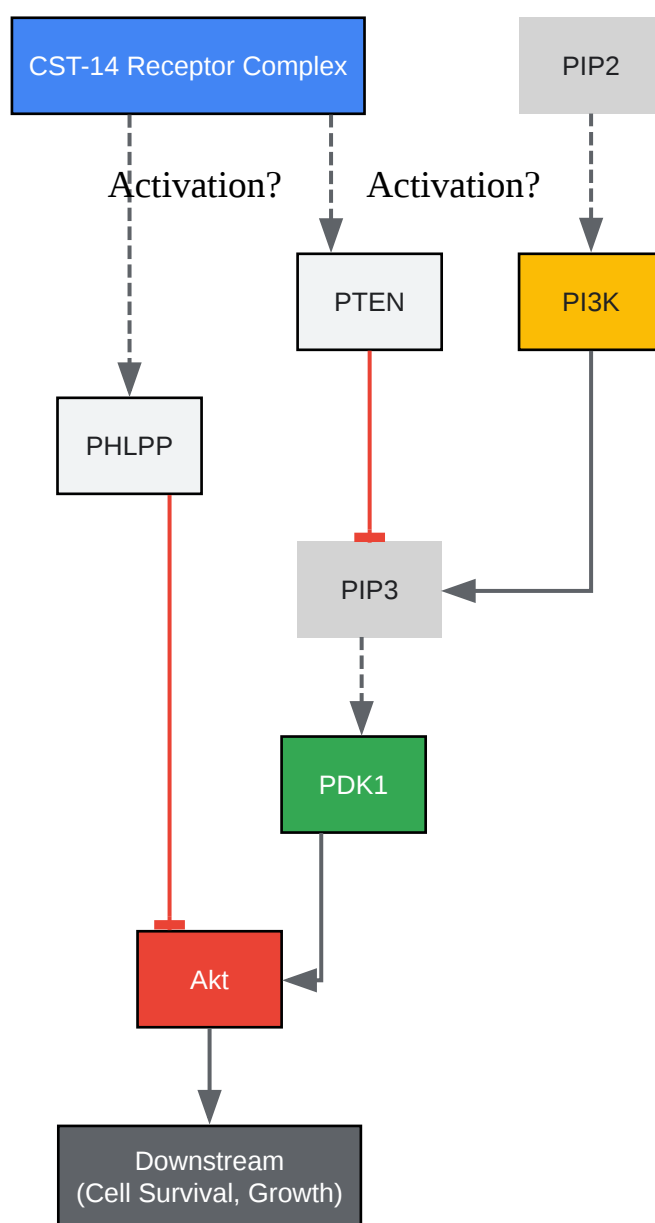 CST-14 Receptor Complex
PIP2
Activation?
Activation?
PTEN
PI3K
PHLPP
PIP3
PDK1
Akt
Downstream
(Cell Survival, Growth)